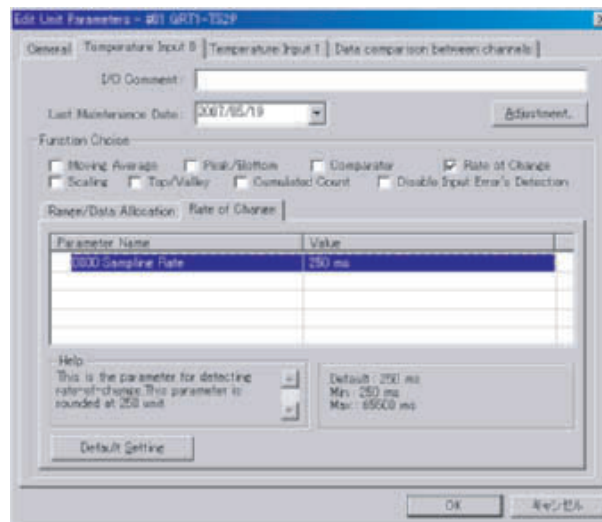 Edit Unit Parameters - #01 GRT1-TS2P
General Temperature Input 0 Temperature Input 1 Data comparison between channels
I/O Comment :
Last Maintenance Date : 2007/05/19 Adjustment..
Function Choice
Moving Average Peak/Bottom Comparator Rate of Change
Scaling Top/Valley Cumulated Count Disable Input Error's Detection
Range/Data Allocation Rate of Change
Parameter Name Value
0000 Sampline Rate 250 ms
Help
This is the parameter for detecting
rate-of-change.This parameter is
rounded at 250 unit
Default : 250 ms
Min : 250 ms
Max : 65500 ms
Default Setting
OK キャンセル